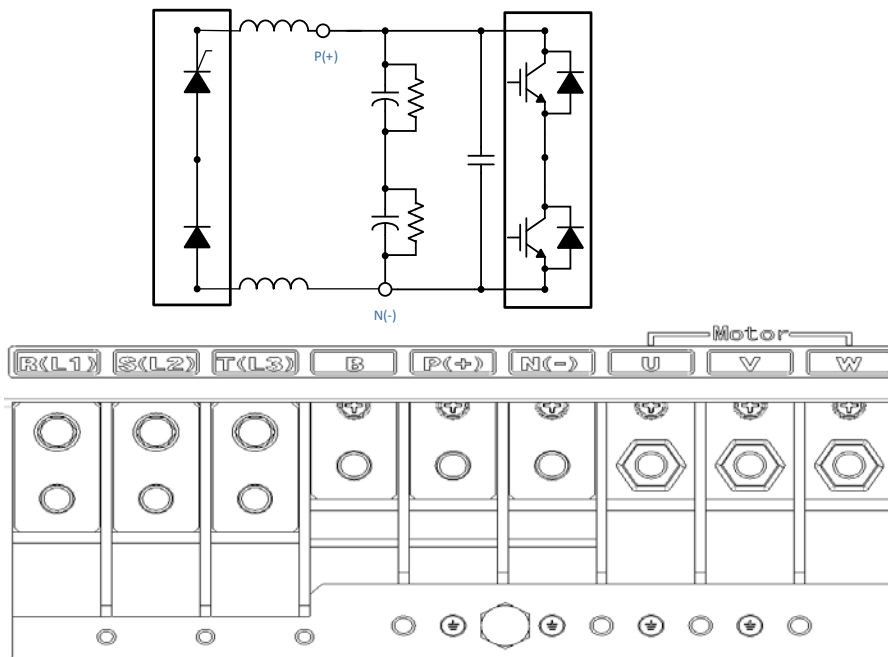 P(+)
N(-)
Motor
R(L1) S(L2) T(L3) B P(+) N(-) U V W